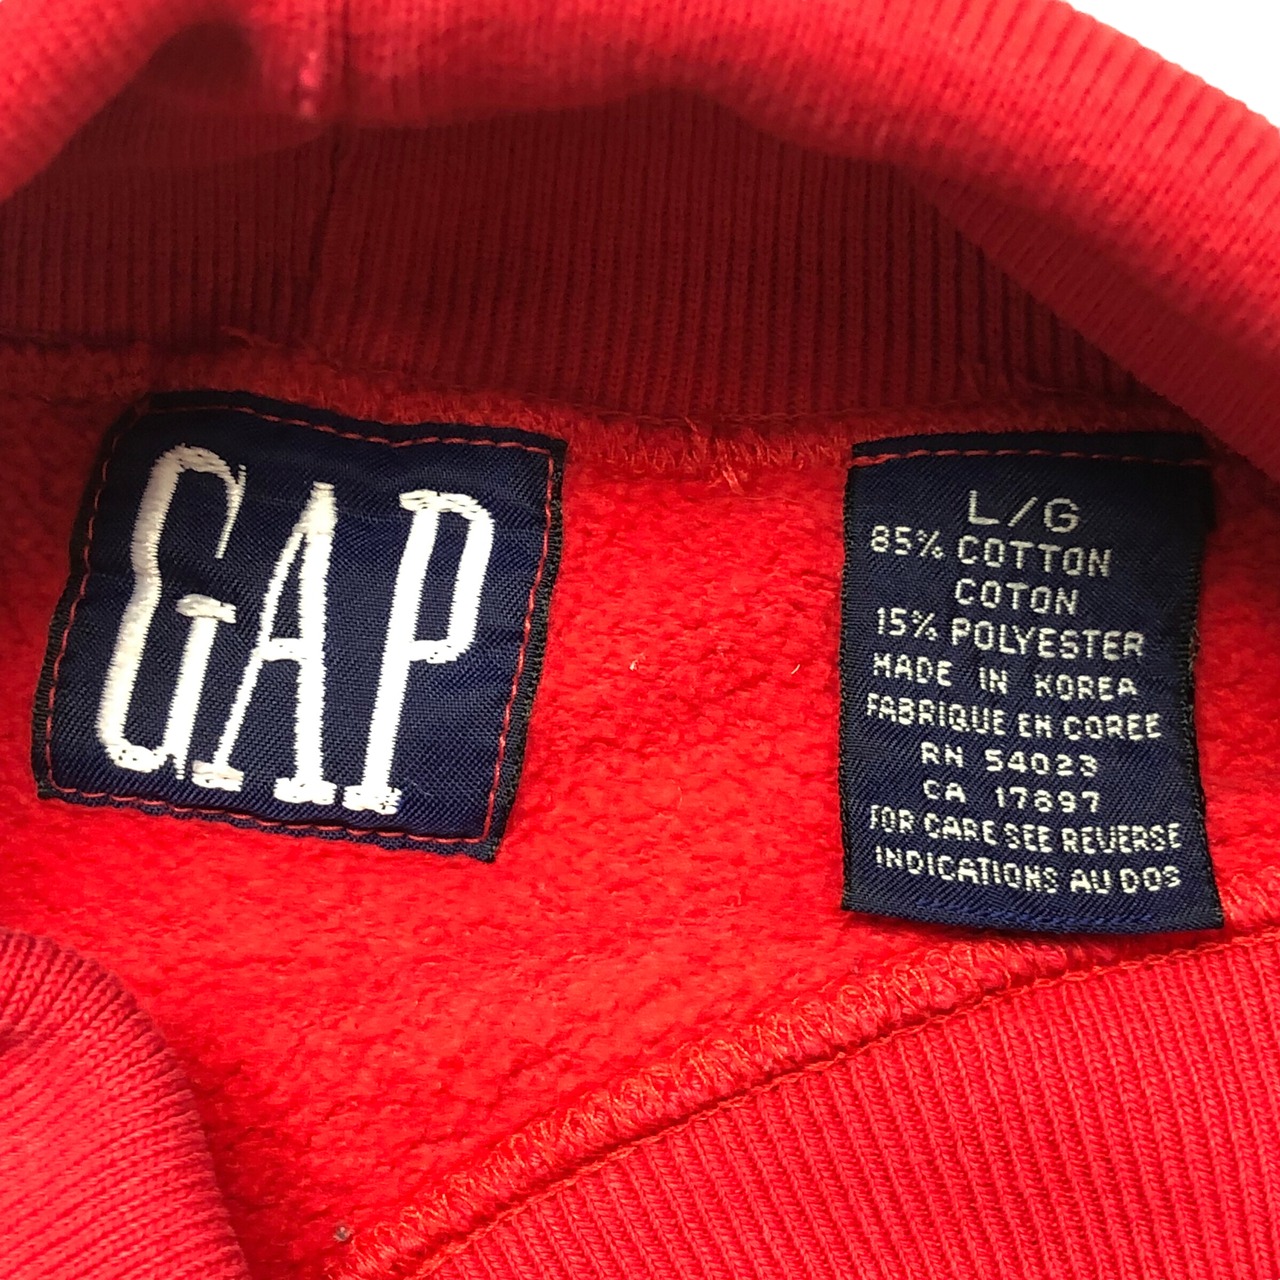 GAP
L/G
85% COTTON
COTON
15% POLYESTER
MADE IN KOREA
FABRIQUE EN COREE
RN 54023
CA 17897
FOR CARE SEE REVERSE
INDICATIONS AU DOS